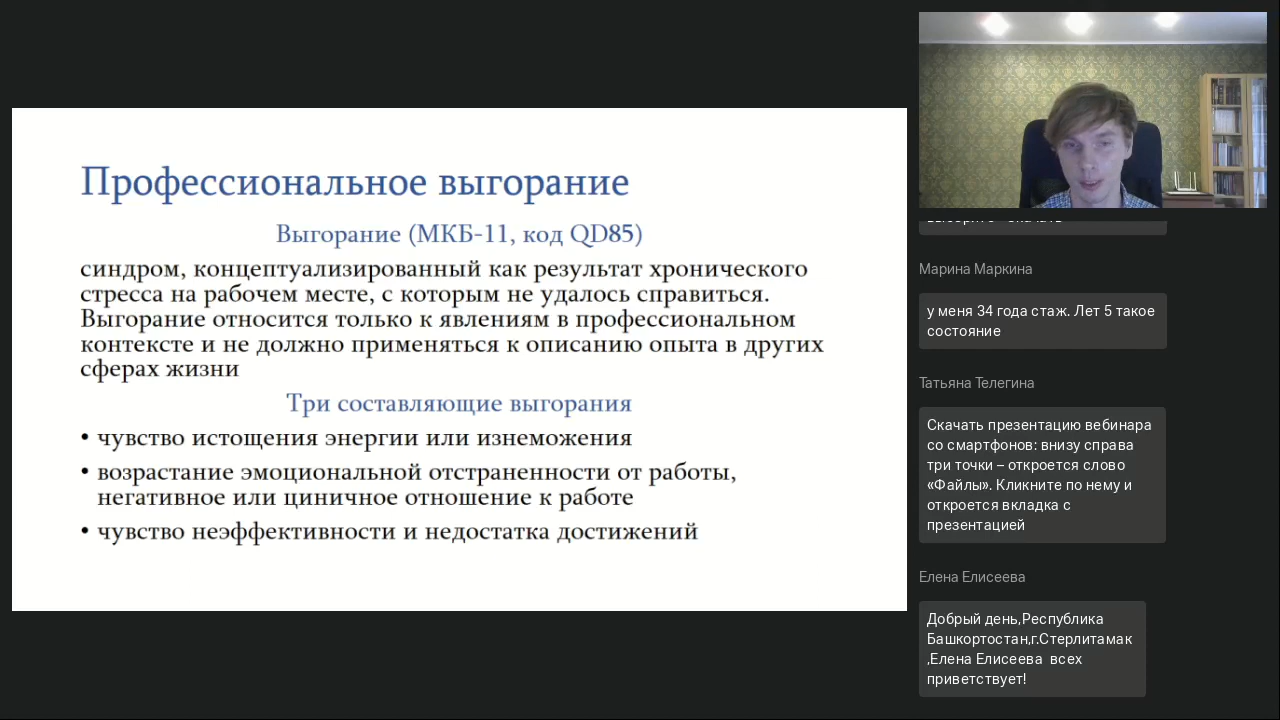 Профессиональное выгорание
Выгорание (МКБ-11, код QD85)
синдром, концептуализированный как результат хронического
стресса на рабочем месте, с которым не удалось справиться.
Выгорание относится только к явлениям в профессиональном
контексте и не должно применяться к описанию опыта в других
сферах жизни
Три составляющие выгорания
• чувство истощения энергии или изнеможения
• возрастание эмоциональной отстраненности от работы,
негативное или циничное отношение к работе
• чувство неэффективности и недостатка достижений
Марина Маркина
у меня 34 года стаж. Лет 5 такое
состояние
Татьяна Телегина
Скачать презентацию вебинара
со смартфонов: внизу справа
три точки – откроется слово
«Файлы». Кликните по нему и
откроется вкладка с
презентацией
Елена Елисеева
Добрый день,Республика
Башкортостан,г.Стерлитамак
,Елена Елисеева  всех
приветствует!